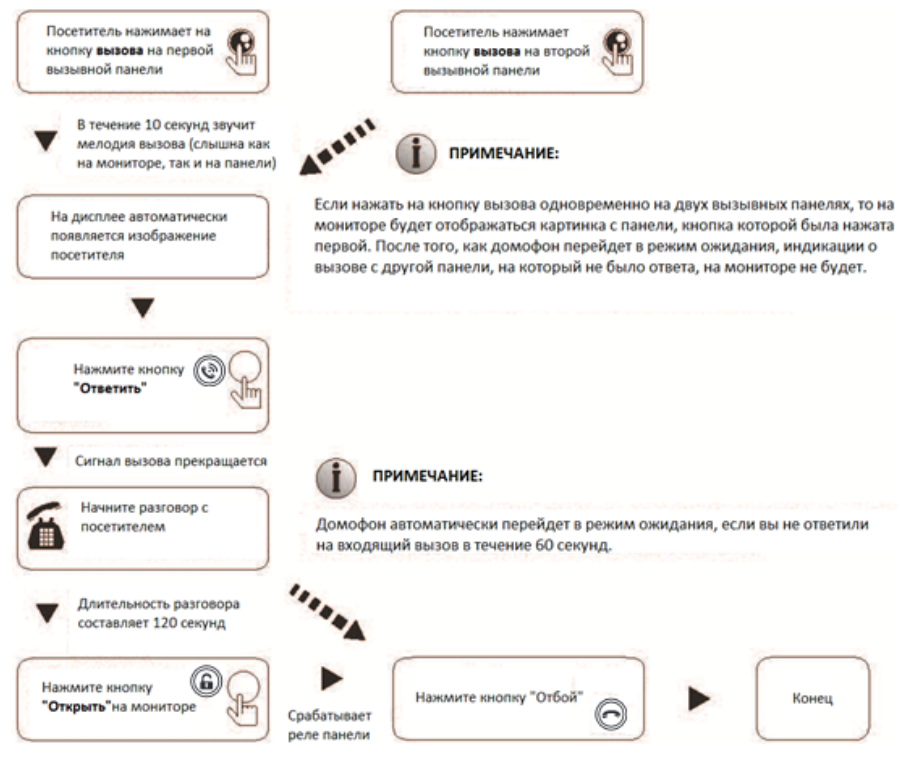 Посетитель нажимает на
кнопку вызова на первой
вызывной панели
Посетитель нажимает
кнопку вызова на второй
вызывной панели
В течение 10 секунд звучит
мелодия вызова (слышна как
на мониторе, так и на панели)
ПРИМЕЧАНИЕ:
Если нажать на кнопку вызова одновременно на двух вызывных панелях, то на
мониторе будет отображаться картинка с панели, кнопка которой была нажата
первой. После того, как домофон перейдет в режим ожидания, индикации о
вызове с другой панели, на который не было ответа, на мониторе не будет.
На дисплее автоматически
появляется изображение
посетителя
Нажмите кнопку
"Ответить"
Сигнал вызова прекращается
ПРИМЕЧАНИЕ:
Домофон автоматически перейдет в режим ожидания, если вы не ответили
на входящий вызов в течение 60 секунд.
Начните разговор с
посетителем
Длительность разговора
составляет 120 секунд
Нажмите кнопку
"Открыть"на мониторе
Срабатывает
реле панели
Нажмите кнопку "Отбой"
Конец